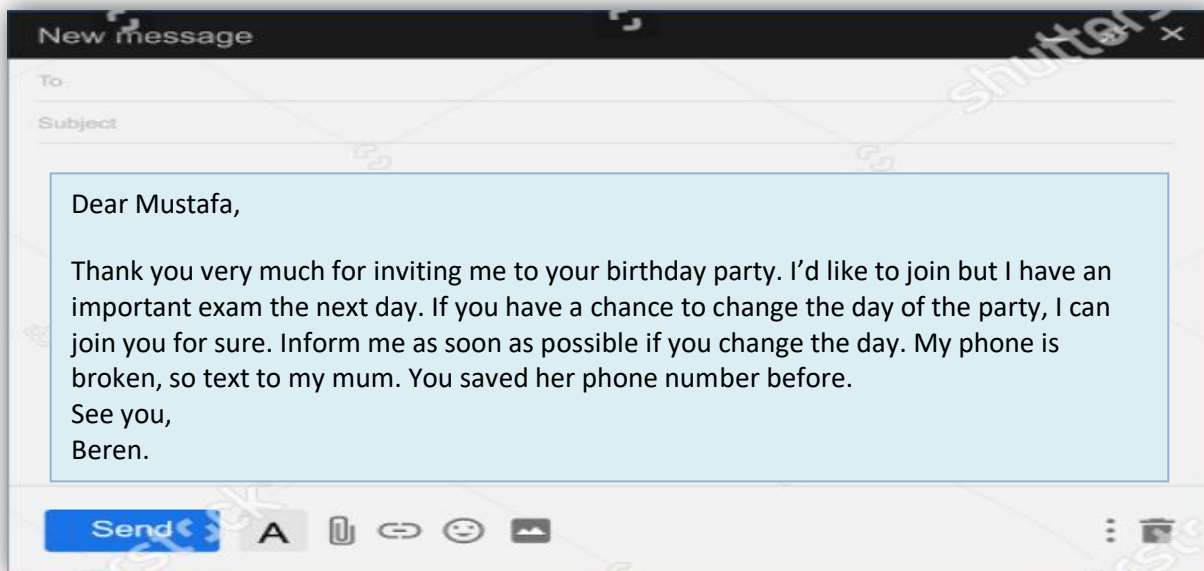 New message
shutters
To
Subject
Dear Mustafa,
Thank you very much for inviting me to your birthday party. I’d like to join but I have an
important exam the next day. If you have a chance to change the day of the party, I can
join you for sure. Inform me as soon as possible if you change the day. My phone is
broken, so text to my mum. You saved her phone number before.
See you,
Beren.
Send
A